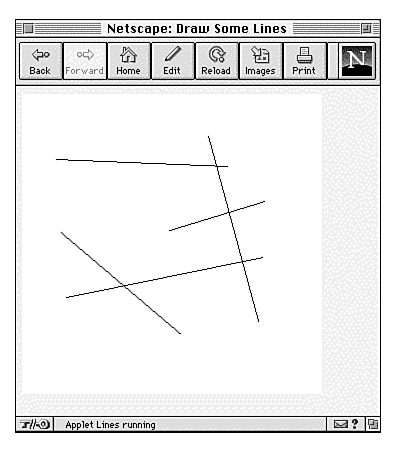 Netscape: Draw Some Lines
Back Forward Home Edit Reload Images Print N
Applet Lines running ?